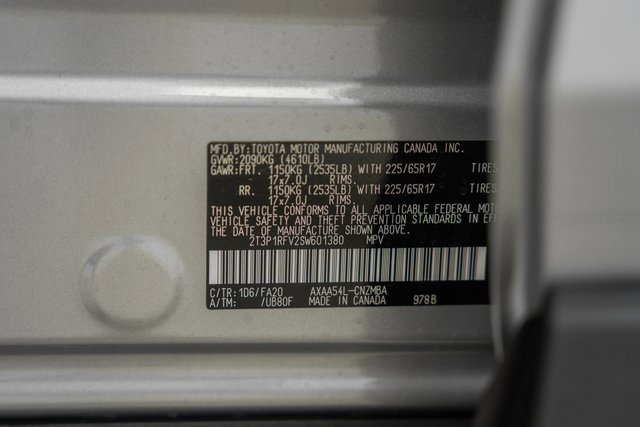 MFD.BY:TOYOTA MOTOR MANUFACTURING CANADA INC.
GVWR:2090KG (4610LB)
GAWR:FRT. 1150KG (2535LB) WITH 225/65R17 TIRES,
17x7.0J RIMS.
RR. 1150KG (2535LB) WITH 225/65R17 TIRES,
17x7.0J RIMS.
THIS VEHICLE CONFORMS TO ALL APPLICABLE FEDERAL MOTOR
VEHICLE SAFETY AND THEFT PREVENTION STANDARDS IN
THE DATE OF MANUFACTURE SHOWN ABOVE.
2T3P1RFV2SW601380 MPV
C/TR:1D6/FA20 AXAA54L-CNZMBA
A/TM: /UB80F MADE IN CANADA 978B